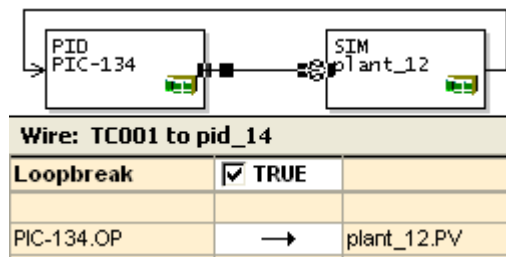 PID
PIC-134
SIM
plant_12
Wire: TC001 to pid_14
Loopbreak TRUE
PIC-134.OP → plant_12.PV